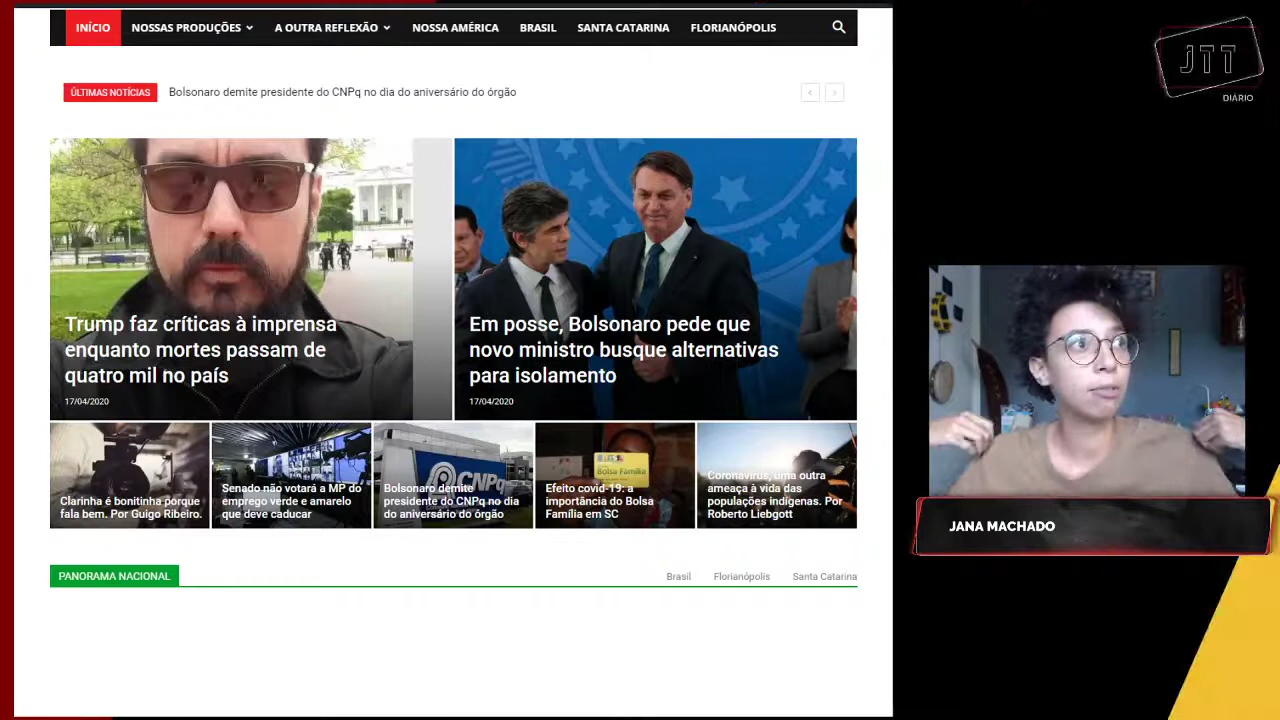 INÍCIO NOSSAS PRODUÇÕES A OUTRA REFLEXÃO NOSSA AMÉRICA BRASIL SANTA CATARINA FLORIANÓPOLIS
JTT
DIÁRIO
ÚLTIMAS NOTÍCIAS Bolsonaro demite presidente do CNPq no dia do aniversário do órgão
Trump faz críticas à imprensa
enquanto mortes passam de
quatro mil no país
17/04/2020
Em posse, Bolsonaro pede que
novo ministro busque alternativas
para isolamento
17/04/2020
Clarinha é bonitinha porque
fala bem. Por Guigo Ribeiro.
Senado não votará a MP do
emprego verde e amarelo
que deve caducar
CNPq
Bolsonaro demite
presidente do CNPq no dia
do aniversário do órgão
Bolsa Família
Efeito covid-19: a
importância do Bolsa
Família em SC
Coronavírus, uma outra
ameaça à vida das
populações indígenas. Por
Roberto Liebgott
JANA MACHADO
PANORAMA NACIONAL Brasil Florianópolis Santa Catarina